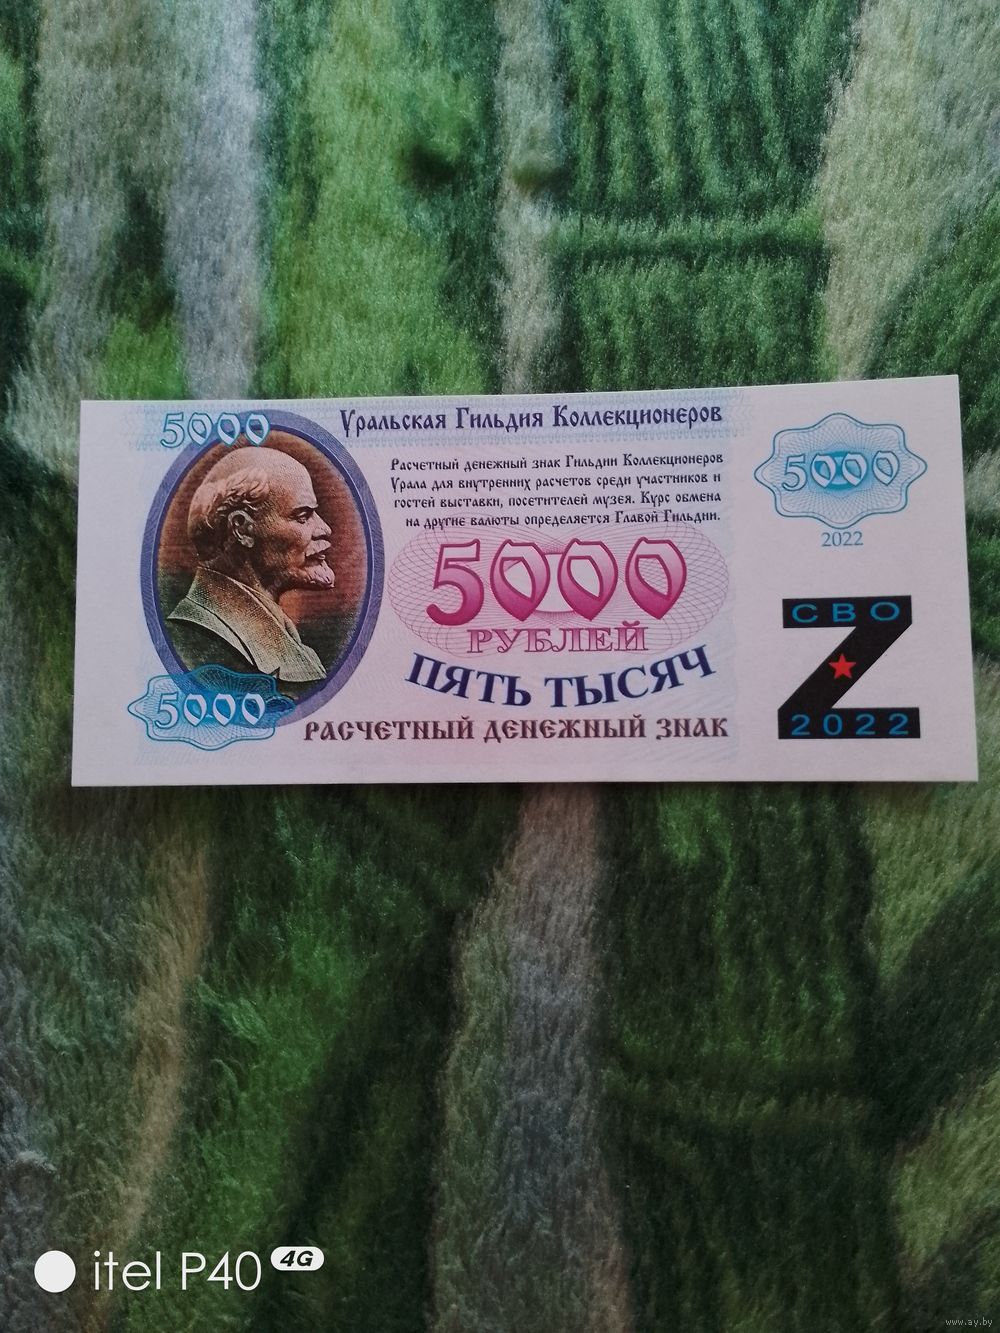 5000
Уральская Гильдия Коллекционеров
Расчетный денежный знак Гильдии Коллекционеров
Урала для внутренних расчетов среди участников и
гостей выставки, посетителей музея. Курс обмена
на другие валюты определяется Главой Гильдии.
5000
2022
5000
РУБЛЕЙ
ПЯТЬ ТЫСЯЧ
5000
РАСЧЕТНЫЙ ДЕНЕЖНЫЙ ЗНАК
СВО
Z
2022
itel P40 4G
www.ay.by